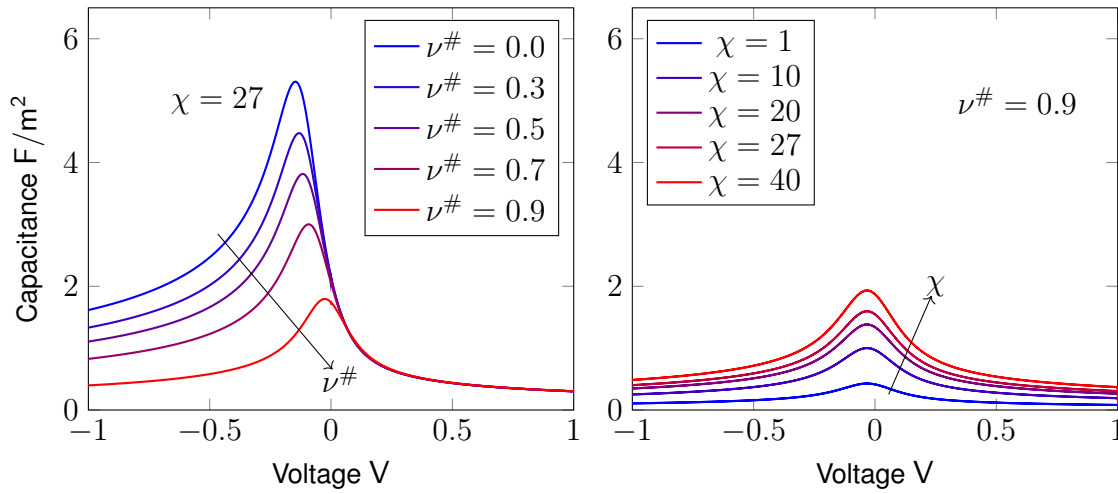 Capacitance F/m²
6
4
2
0
−1
−0.5
0
0.5
1
Voltage V
χ = 27
ν# = 0.0
ν# = 0.3
ν# = 0.5
ν# = 0.7
ν# = 0.9
ν#
6
4
2
0
−1
−0.5
0
0.5
1
Voltage V
χ = 1
χ = 10
χ = 20
χ = 27
χ = 40
ν# = 0.9
χ